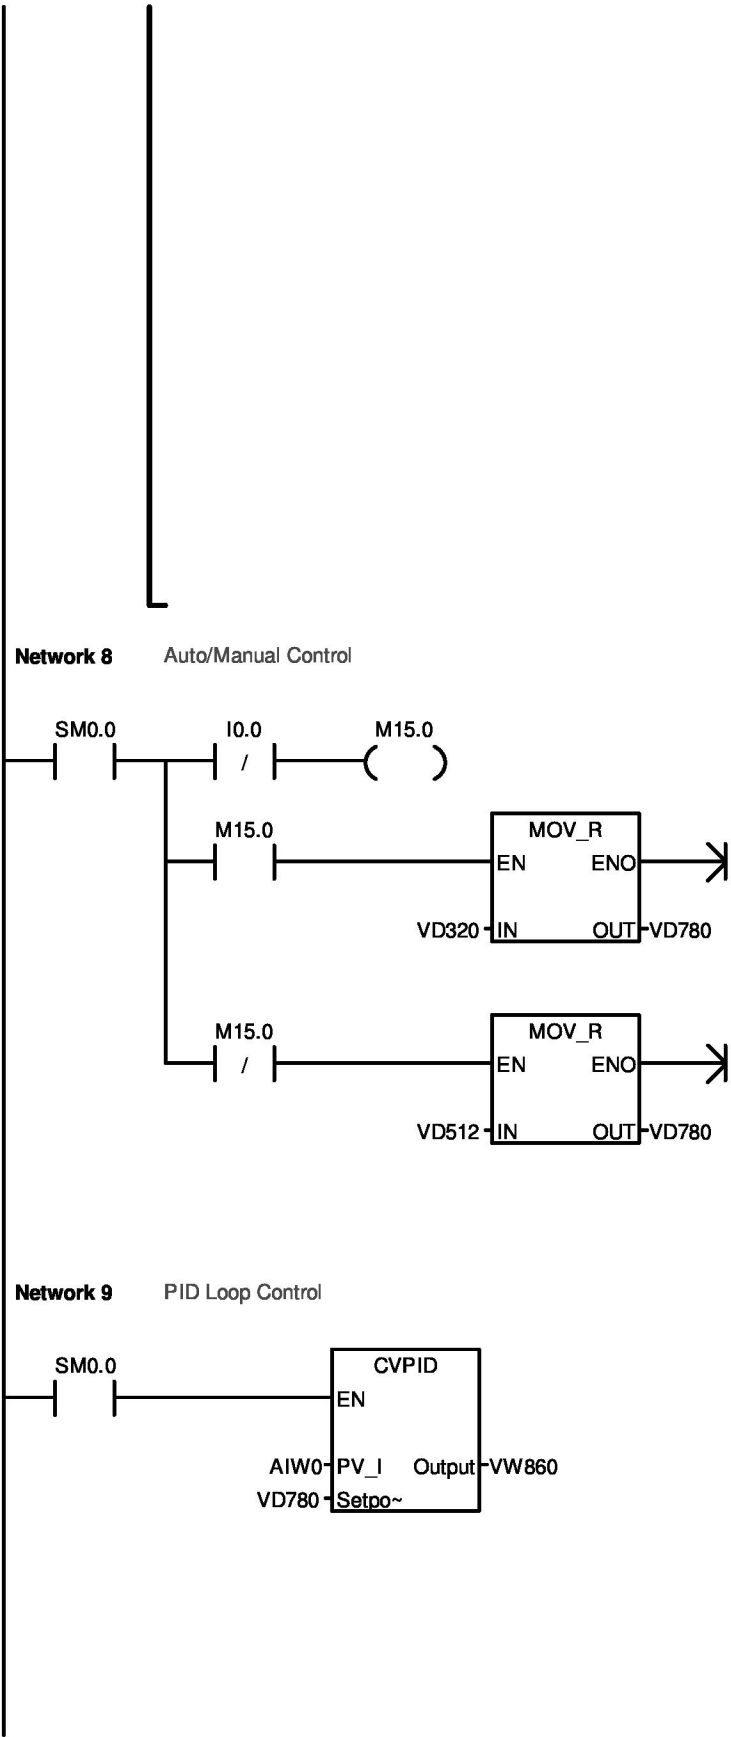 Network 8 Auto/Manual Control
SM0.0 I0.0 M15.0
/
M15.0 MOV_R
EN ENO
VD320 IN OUT VD780
M15.0 MOV_R
/ EN ENO
VD512 IN OUT VD780
Network 9 PID Loop Control
SM0.0 CVPID
EN
AIW0 PV_I Output VW860
VD780 Setpo~